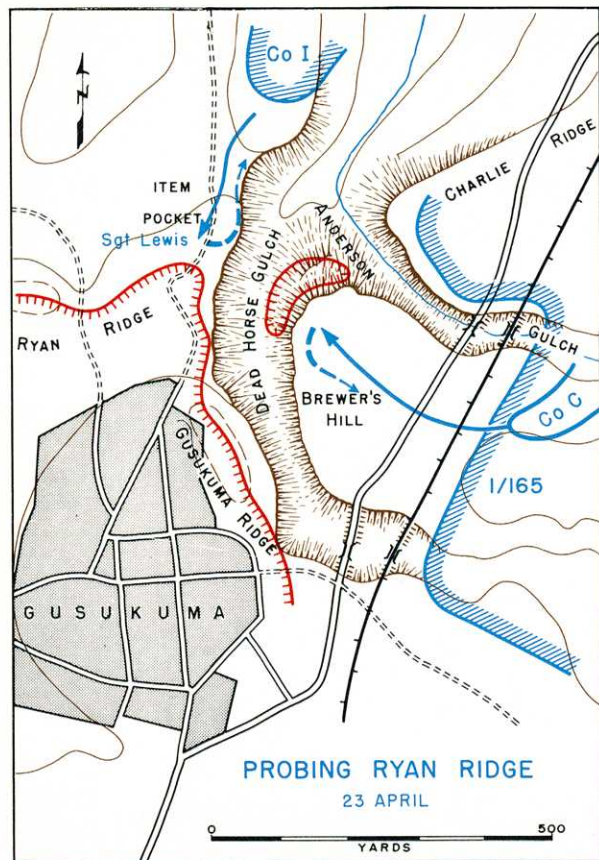 Co I
N
ITEM
POCKET
Sgt Lewis
CHARLIE RIDGE
ANDERSON GULCH
DEAD HORSE GULCH
RYAN RIDGE
BREWER'S
HILL
Co C
1/165
GUSUKUMA RIDGE
GUSUKUMA
PROBING RYAN RIDGE
23 APRIL
0 500
YARDS